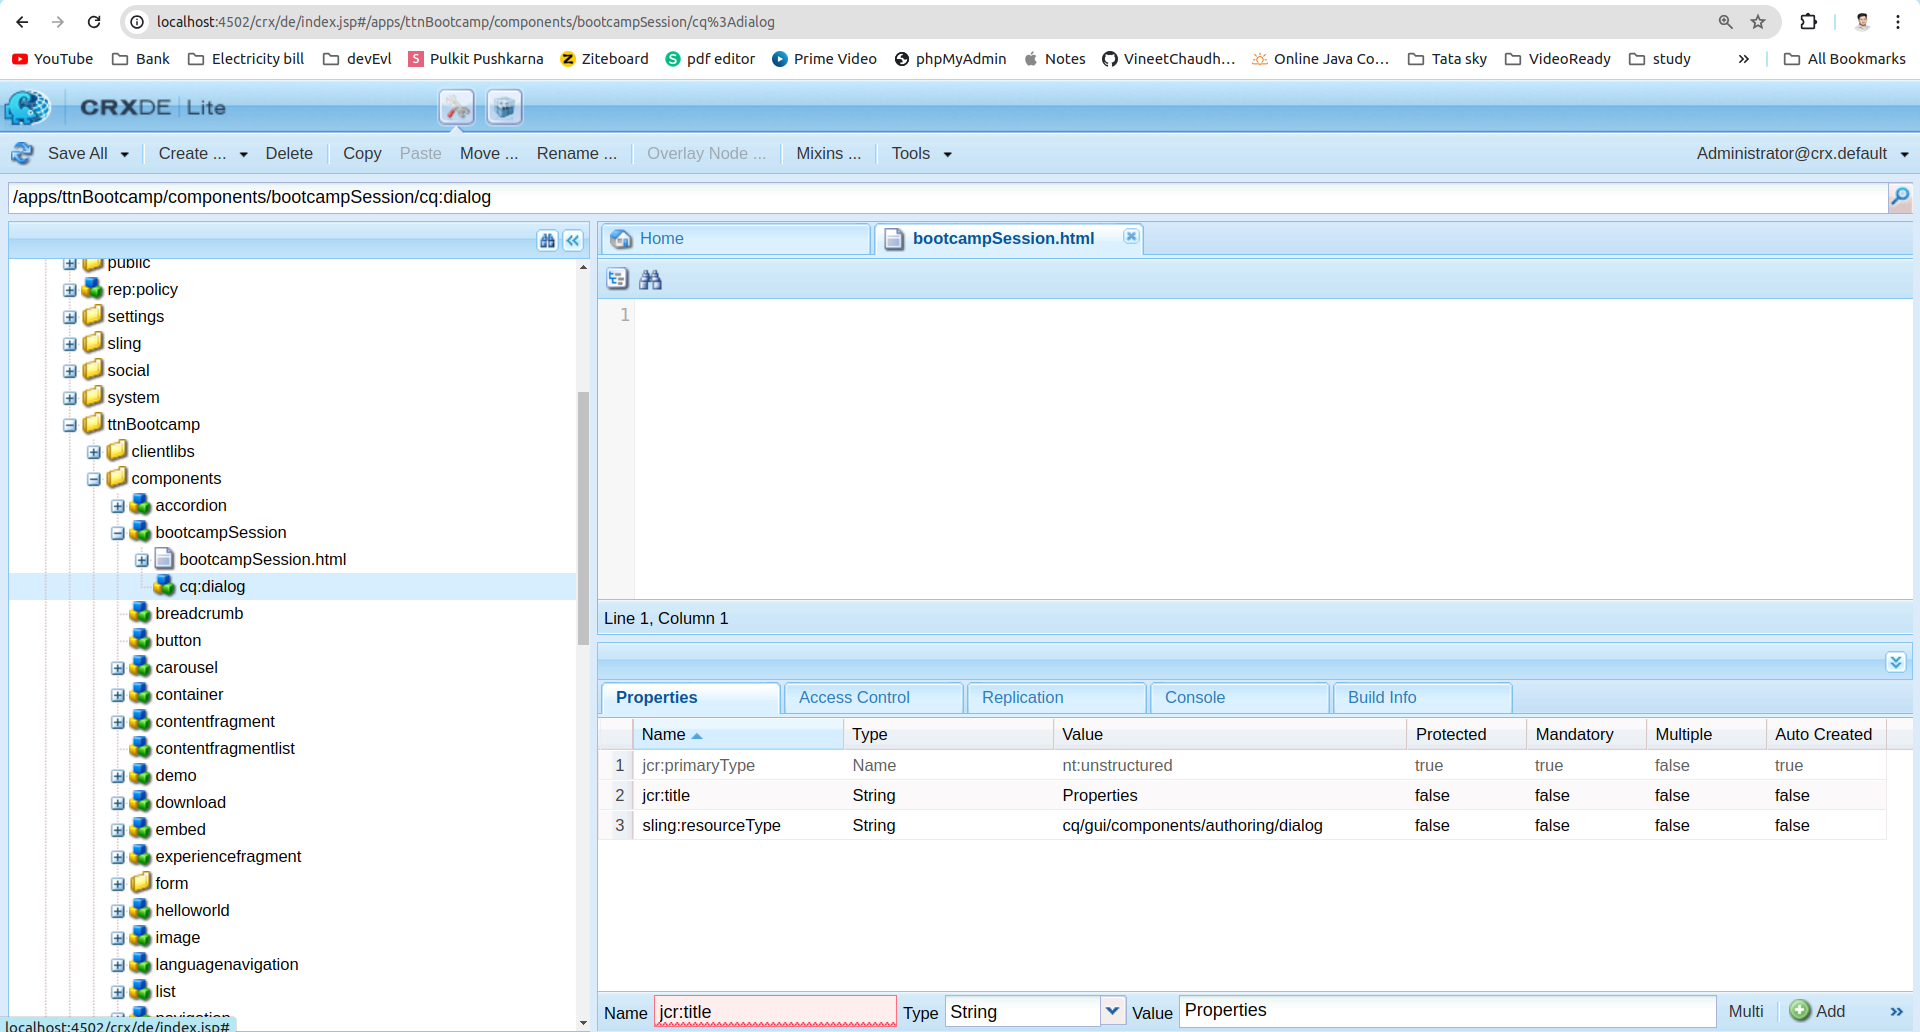 localhost:4502/crx/de/index.jsp#/apps/ttnBootcamp/components/bootcampSession/cq%3Adialog
YouTube Bank Electricity bill devEvl Pulkit Pushkarna Ziteboard pdf editor Prime Video phpMyAdmin Notes VineetChaudh... Online Java Co... Tata sky VideoReady study » All Bookmarks
CRXDE Lite
Save All Create ... Delete Copy Paste Move ... Rename ... Overlay Node ... Mixins ... Tools Administrator@crx.default
/apps/ttnBootcamp/components/bootcampSession/cq:dialog
Home bootcampSession.html
public
rep:policy
settings
sling
social
system
ttnBootcamp
clientlibs
components
accordion
bootcampSession
bootcampSession.html
cq:dialog
breadcrumb
button
carousel
container
contentfragment
contentfragmentlist
demo
download
embed
experiencefragment
form
helloworld
image
languagenavigation
list
navigation
localhost:4502/crx/de/index.jsp#
1
Line 1, Column 1
Properties Access Control Replication Console Build Info
Name Type Value Protected Mandatory Multiple Auto Created
1 jcr:primaryType Name nt:unstructured true true false true
2 jcr:title String Properties false false false false
3 sling:resourceType String cq/gui/components/authoring/dialog false false false false
Name jcr:title Type String Value Properties Multi Add »